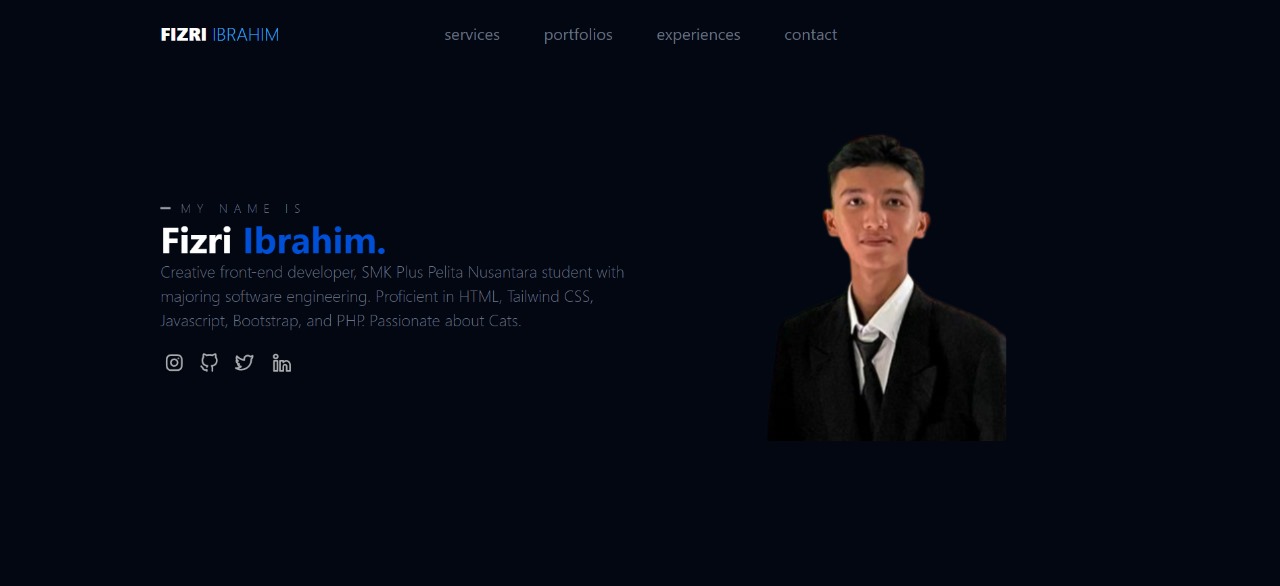 FIZRI IBRAHIM
services portfolios experiences contact
MY NAME IS
Fizri Ibrahim.
Creative front-end developer, SMK Plus Pelita Nusantara student with
majoring software engineering. Proficient in HTML, Tailwind CSS,
Javascript, Bootstrap, and PHP. Passionate about Cats.